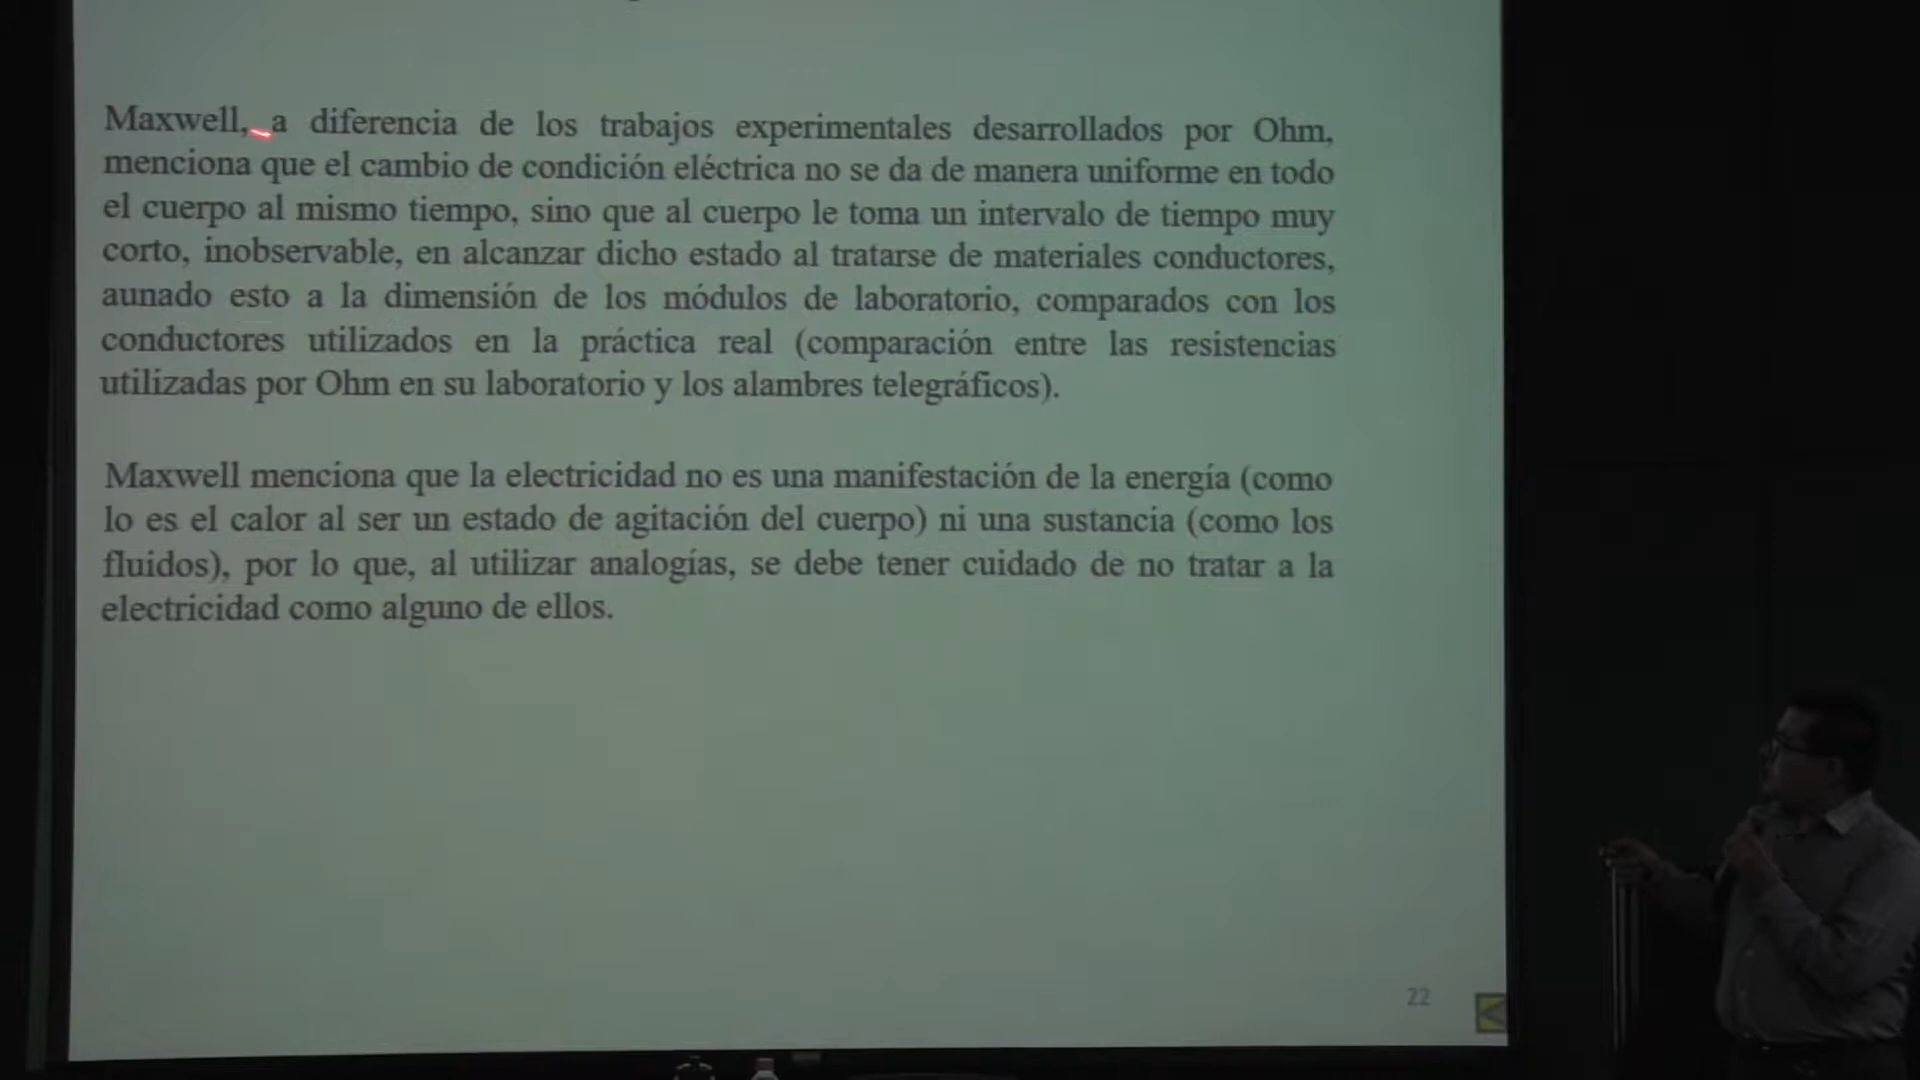 Maxwell, a diferencia de los trabajos experimentales desarrollados por Ohm,
menciona que el cambio de condición eléctrica no se da de manera uniforme en todo
el cuerpo al mismo tiempo, sino que al cuerpo le toma un intervalo de tiempo muy
corto, inobservable, en alcanzar dicho estado al tratarse de materiales conductores,
aunado esto a la dimensión de los módulos de laboratorio, comparados con los
conductores utilizados en la práctica real (comparación entre las resistencias
utilizadas por Ohm en su laboratorio y los alambres telegráficos).
Maxwell menciona que la electricidad no es una manifestación de la energía (como
lo es el calor al ser un estado de agitación del cuerpo) ni una sustancia (como los
fluidos), por lo que, al utilizar analogías, se debe tener cuidado de no tratar a la
electricidad como alguno de ellos.
22